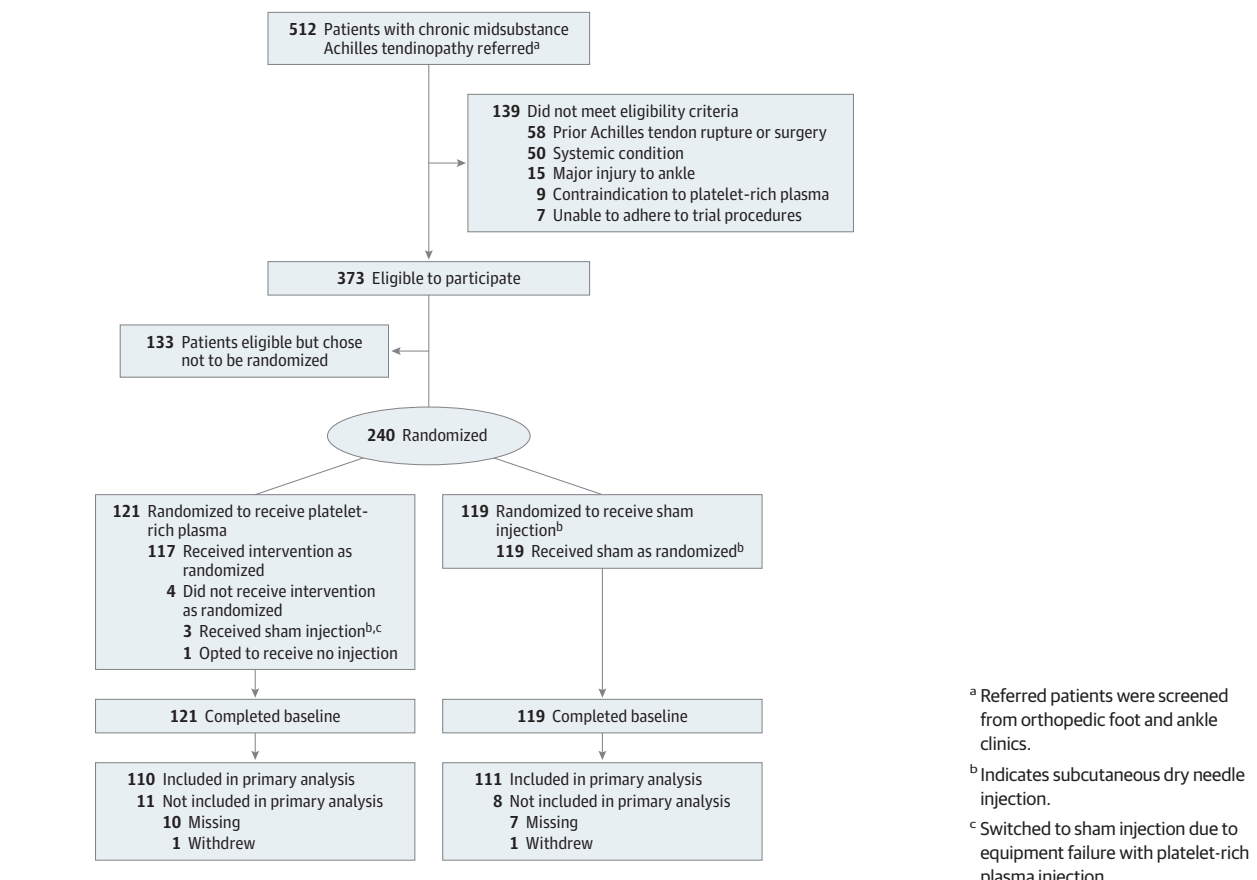 512 Patients with chronic midsubstance
Achilles tendinopathy referredᵃ
139 Did not meet eligibility criteria
58 Prior Achilles tendon rupture or surgery
50 Systemic condition
15 Major injury to ankle
9 Contraindication to platelet-rich plasma
7 Unable to adhere to trial procedures
373 Eligible to participate
133 Patients eligible but chose
not to be randomized
240 Randomized
121 Randomized to receive platelet-
rich plasma
117 Received intervention as
randomized
4 Did not receive intervention
as randomized
3 Received sham injectionᵇ,ᶜ
1 Opted to receive no injection
119 Randomized to receive sham
injectionᵇ
119 Received sham as randomizedᵇ
121 Completed baseline
119 Completed baseline
110 Included in primary analysis
11 Not included in primary analysis
10 Missing
1 Withdrew
111 Included in primary analysis
8 Not included in primary analysis
7 Missing
1 Withdrew
ᵃ Referred patients were screened
from orthopedic foot and ankle
clinics.
ᵇ Indicates subcutaneous dry needle
injection.
ᶜ Switched to sham injection due to
equipment failure with platelet-rich
plasma injection